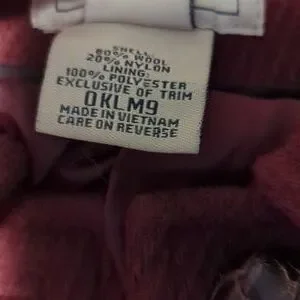 SHELL:
80% WOOL
20% NYLON
LINING:
100% POLYESTER
EXCLUSIVE OF TRIM
0KLM9
MADE IN VIETNAM
CARE ON REVERSE